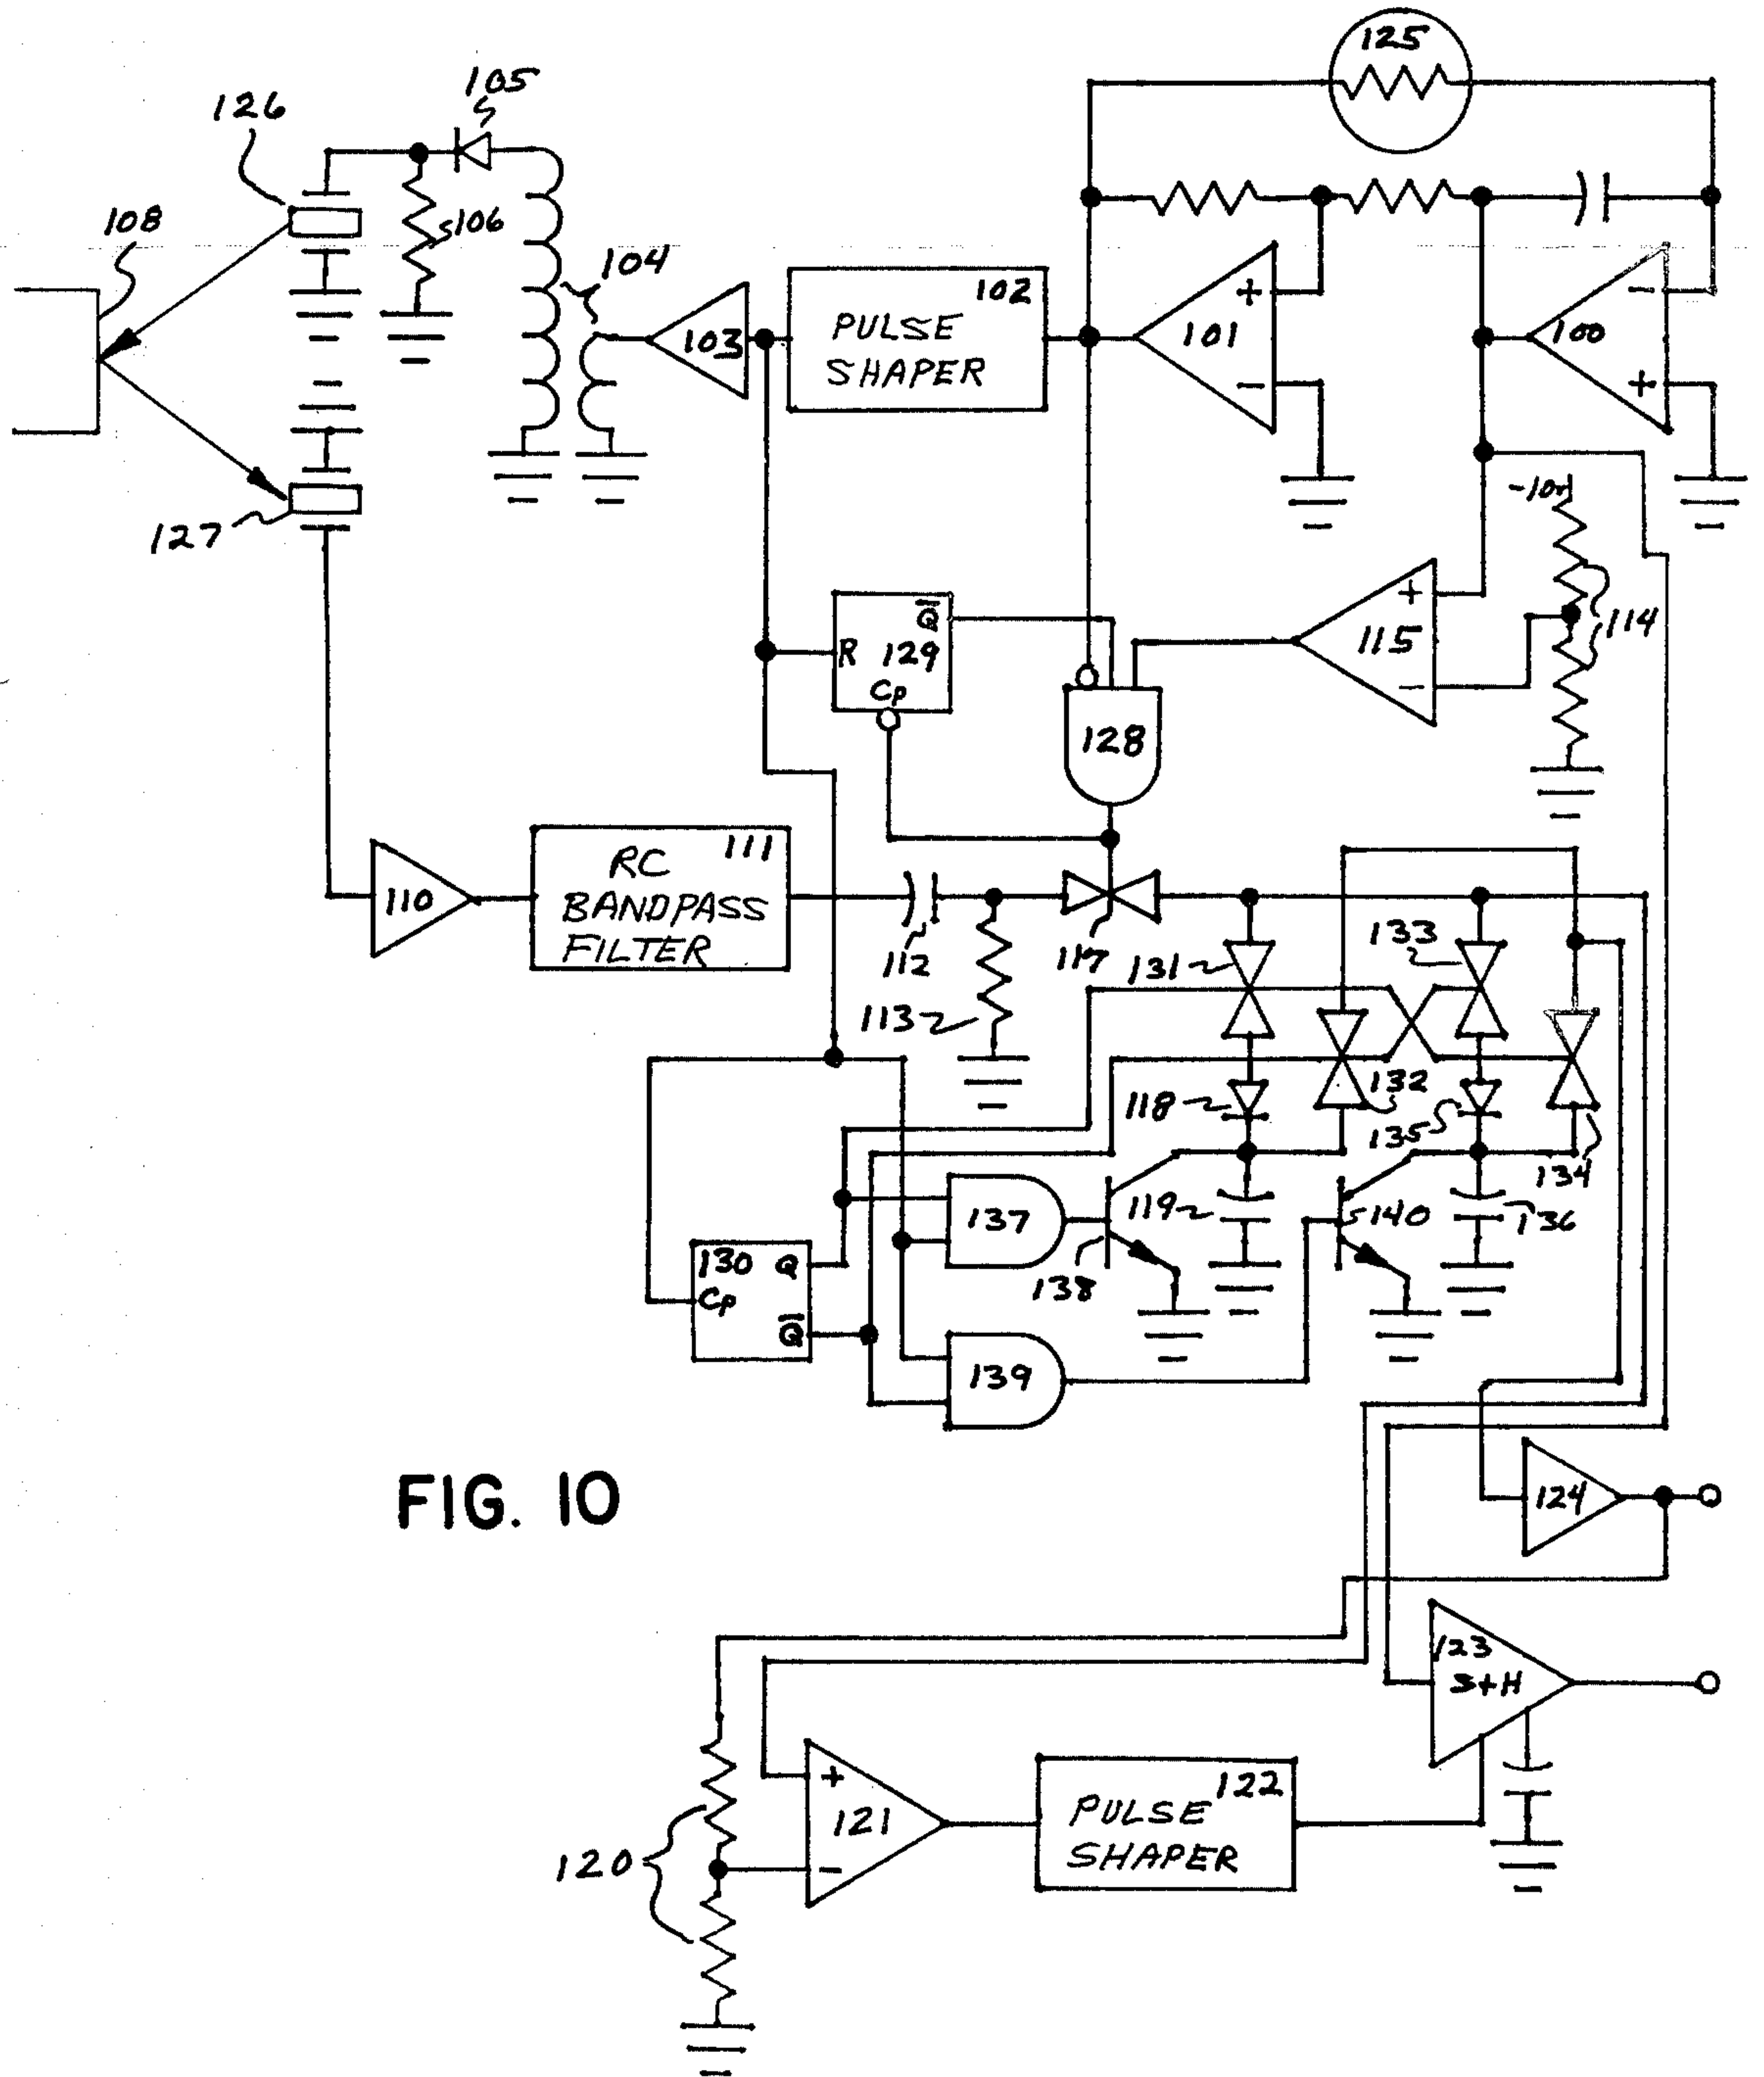 125
105
126
108
106
104
102
PULSE
SHAPER
103
+
101
−
−
100
+
-10v
114
127
Q̄
R 129
Cp
+
115
−
128
110
111
RC
BANDPASS
FILTER
112
113
117
131
133
118
132
135
134
137
138
119
140
136
130 Q
Cp
Q̄
139
FIG. 10
124
123
S+H
120
+
121
−
122
PULSE
SHAPER